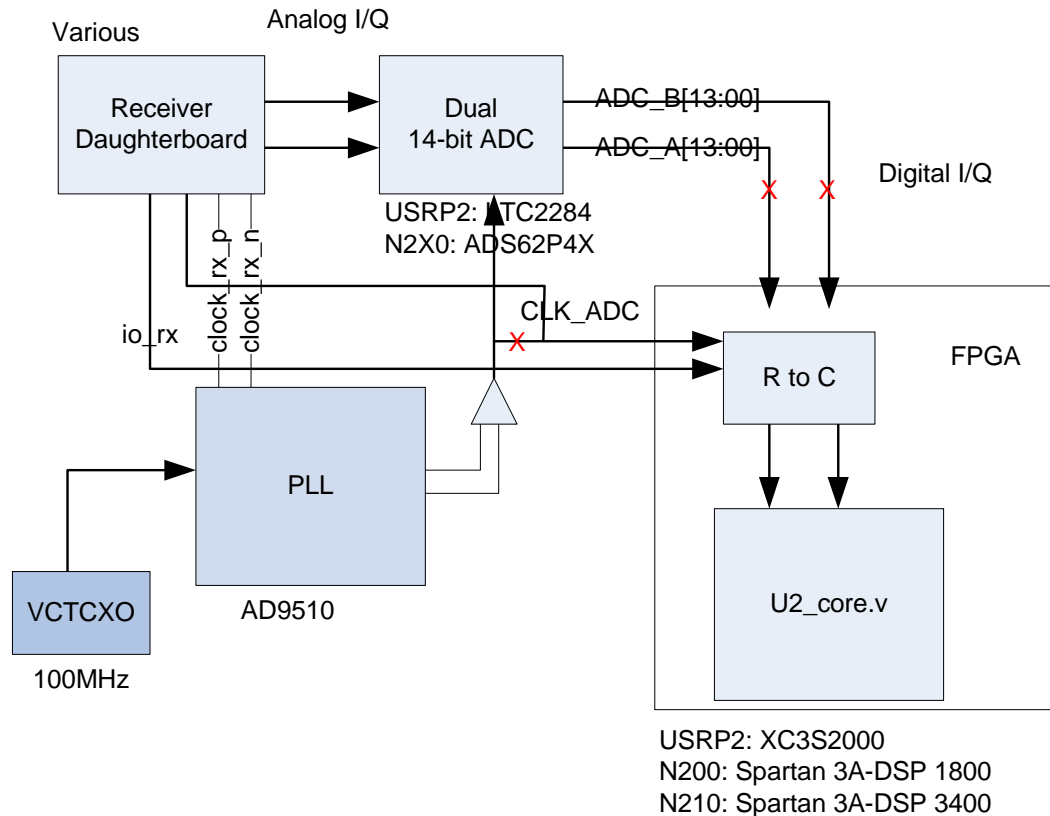 Various
Analog I/Q
Receiver
Daughterboard
Dual
14-bit ADC
ADC_B[13:00]
ADC_A[13:00]
X
X
Digital I/Q
USRP2: LTC2284
N2X0: ADS62P4X
clock_rx_p
clock_rx_n
io_rx
CLK_ADC
X
R to C
FPGA
PLL
U2_core.v
VCTCXO
AD9510
100MHz
USRP2: XC3S2000
N200: Spartan 3A-DSP 1800
N210: Spartan 3A-DSP 3400